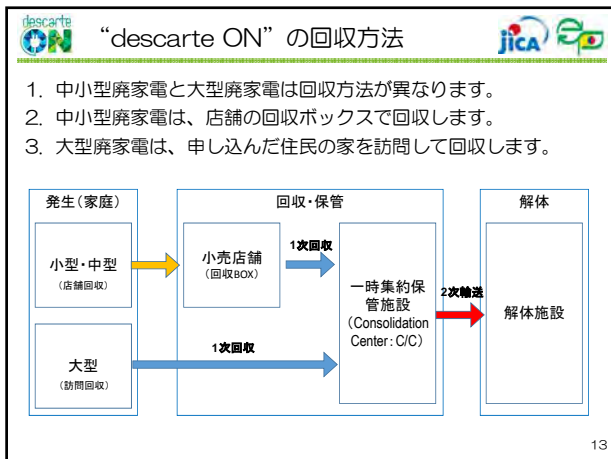 descarte
ON
“descarte ON”の回収方法
jica
1. 中小型廃家電と大型廃家電は回収方法が異なります。
2. 中小型廃家電は、店舗の回収ボックスで回収します。
3. 大型廃家電は、申し込んだ住民の家を訪問して回収します。
発生(家庭)
回収・保管
解体
小型・中型
(店舗回収)
小売店舗
(回収BOX)
1次回収
一時集約保
管施設
(Consolidation
Center：C/C)
2次輸送
解体施設
大型
(訪問回収)
1次回収
13